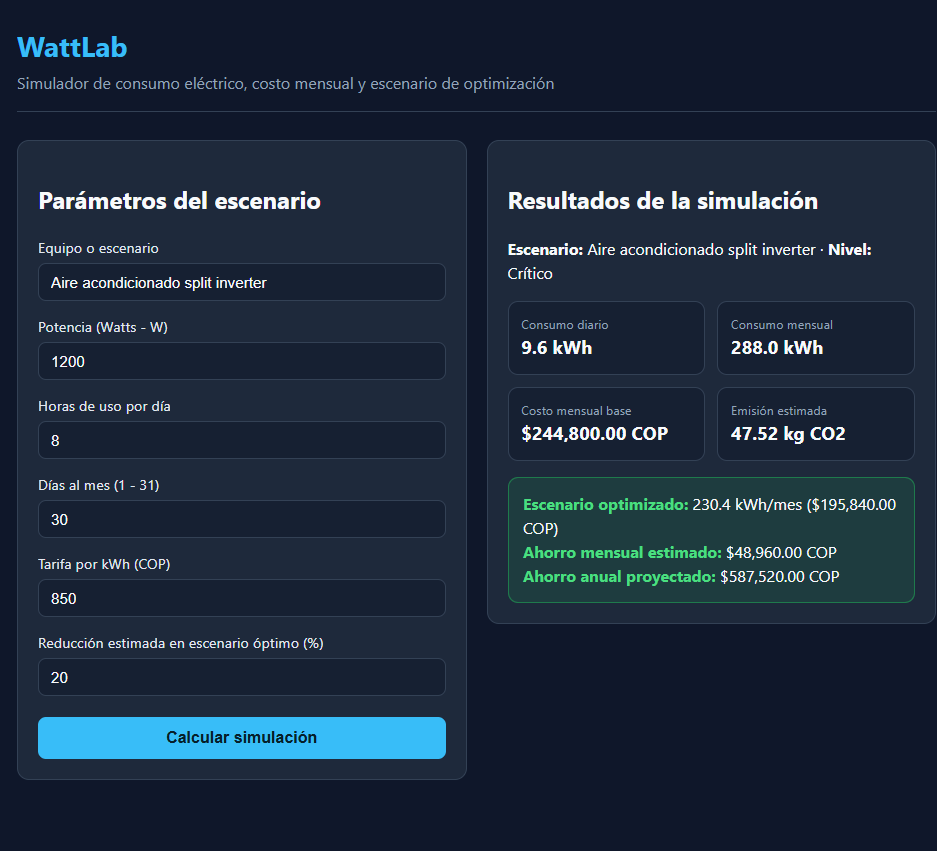 WattLab
Simulador de consumo eléctrico, costo mensual y escenario de optimización
Parámetros del escenario
Equipo o escenario
Aire acondicionado split inverter
Potencia (Watts - W)
1200
Horas de uso por día
8
Días al mes (1 - 31)
30
Tarifa por kWh (COP)
850
Reducción estimada en escenario óptimo (%)
20
Calcular simulación
Resultados de la simulación
Escenario: Aire acondicionado split inverter · Nivel:
Crítico
Consumo diario
9.6 kWh
Consumo mensual
288.0 kWh
Costo mensual base
$244,800.00 COP
Emisión estimada
47.52 kg CO2
Escenario optimizado: 230.4 kWh/mes ($195,840.00
COP)
Ahorro mensual estimado: $48,960.00 COP
Ahorro anual proyectado: $587,520.00 COP